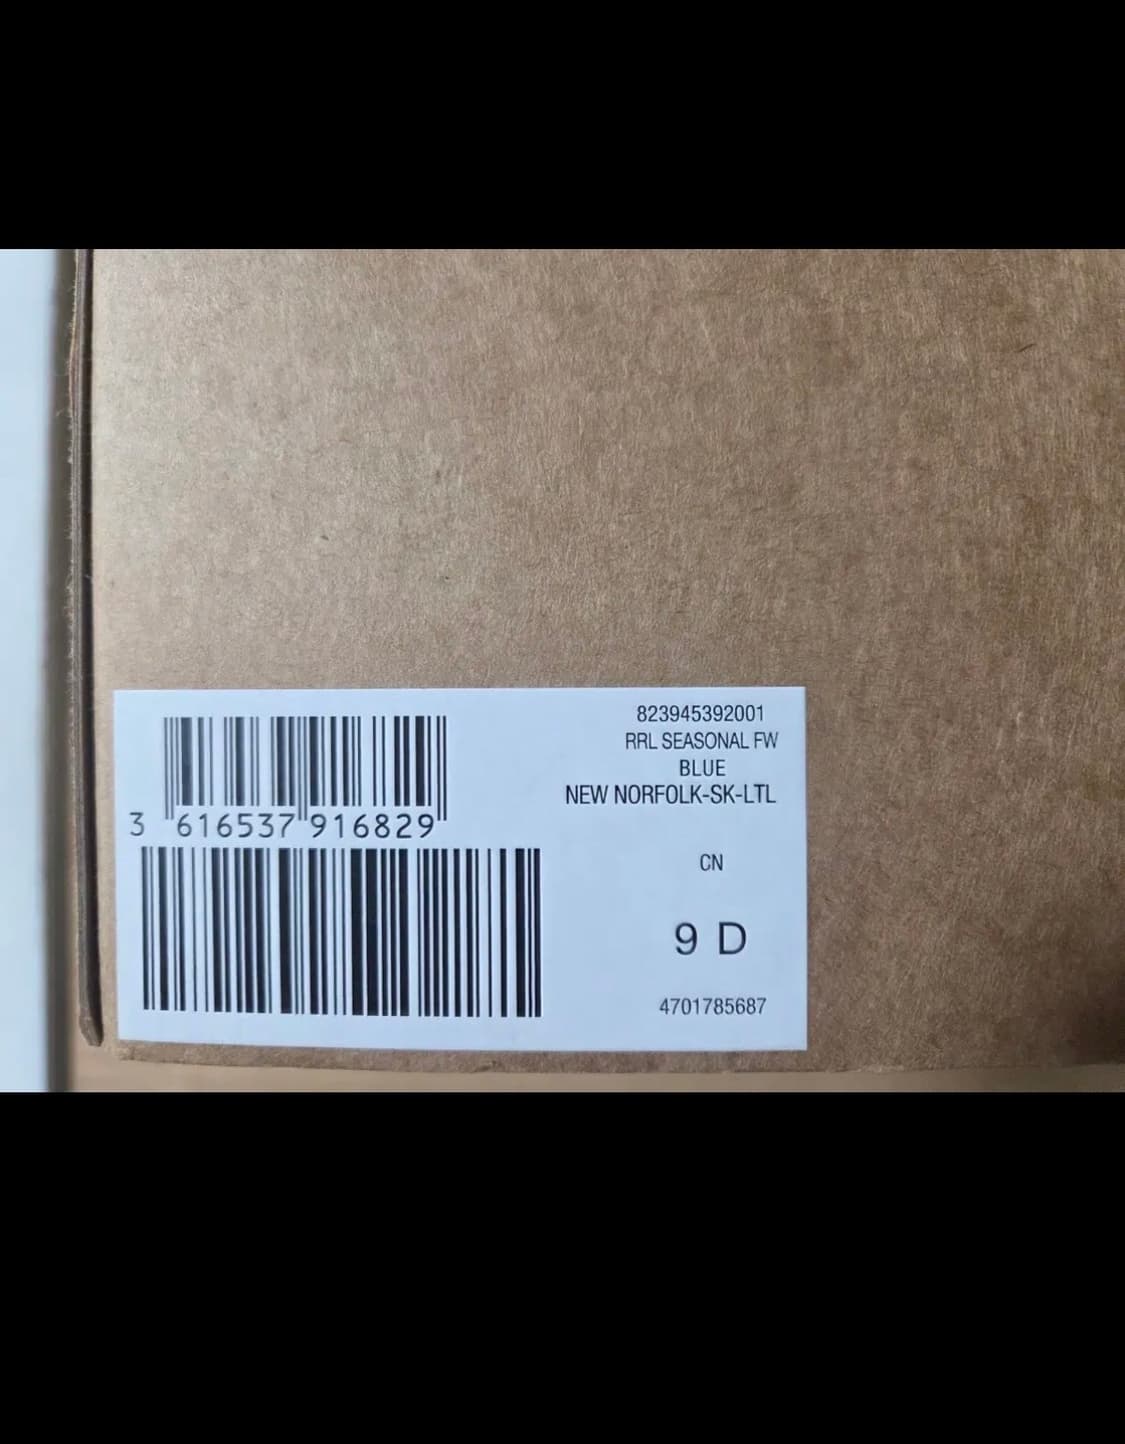 823945392001
RRL SEASONAL FW
BLUE
NEW NORFOLK-SK-LTL
3 616537 916829
CN
9 D
4701785687